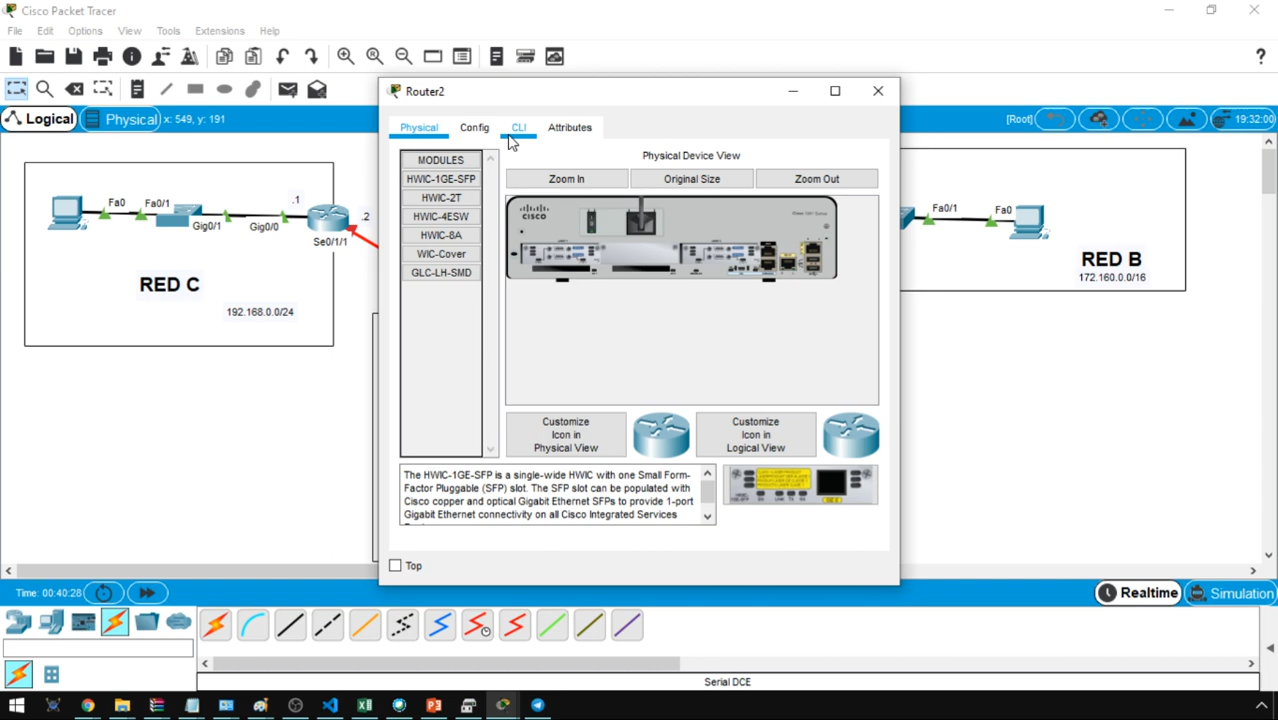 Cisco Packet Tracer
File Edit Options View Tools Extensions Help
Logical
Physical
x: 549, y: 191
[Root]
19:32:00
Router2
Physical Config CLI Attributes
MODULES
HWIC-1GE-SFP
HWIC-2T
HWIC-4ESW
HWIC-8A
WIC-Cover
GLC-LH-SMD
Physical Device View
Zoom In
Original Size
Zoom Out
CISCO
Customize
Icon in
Physical View
Customize
Icon in
Logical View
The HWIC-1GE-SFP is a single-wide HWIC with one Small Form-
Factor Pluggable (SFP) slot. The SFP slot can be populated with
Cisco copper and optical Gigabit Ethernet SFPs to provide 1-port
Gigabit Ethernet connectivity on all Cisco Integrated Services
Top
Fa0
Fa0/1
Gig0/1
Gig0/0
.1
.2
Se0/1/1
RED C
192.168.0.0/24
Fa0/1
Fa0
RED B
172.160.0.0/16
Time: 00:40:28
Realtime
Simulation
Serial DCE